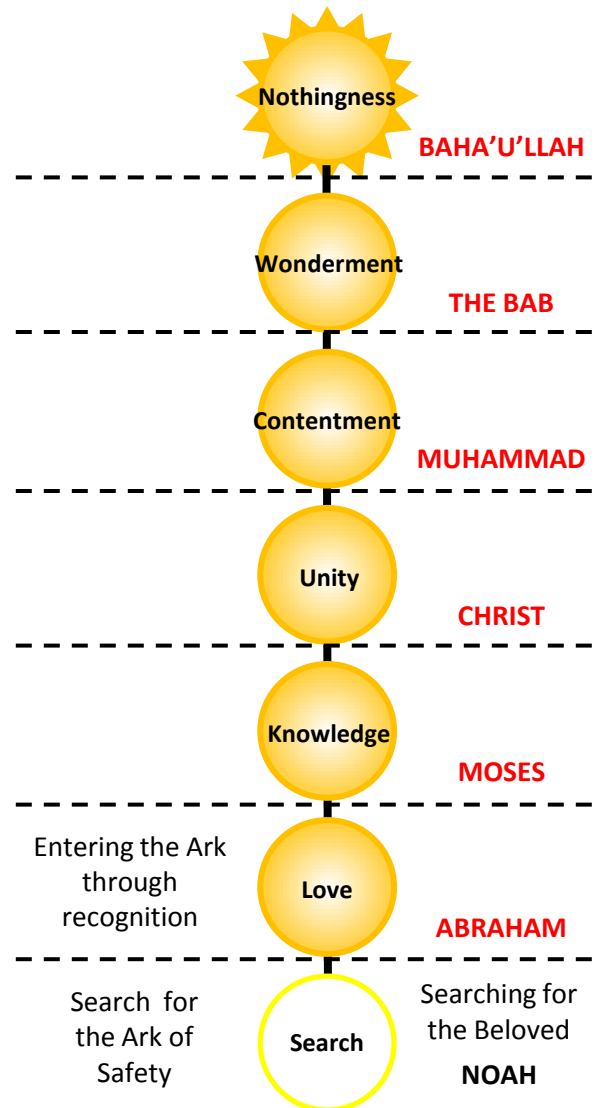 Nothingness
BAHA'U'LLAH
Wonderment
THE BAB
Contentment
MUHAMMAD
Unity
CHRIST
Knowledge
MOSES
Entering the Ark
through
recognition
Love
ABRAHAM
Search for
the Ark of
Safety
Search
Searching for
the Beloved
NOAH